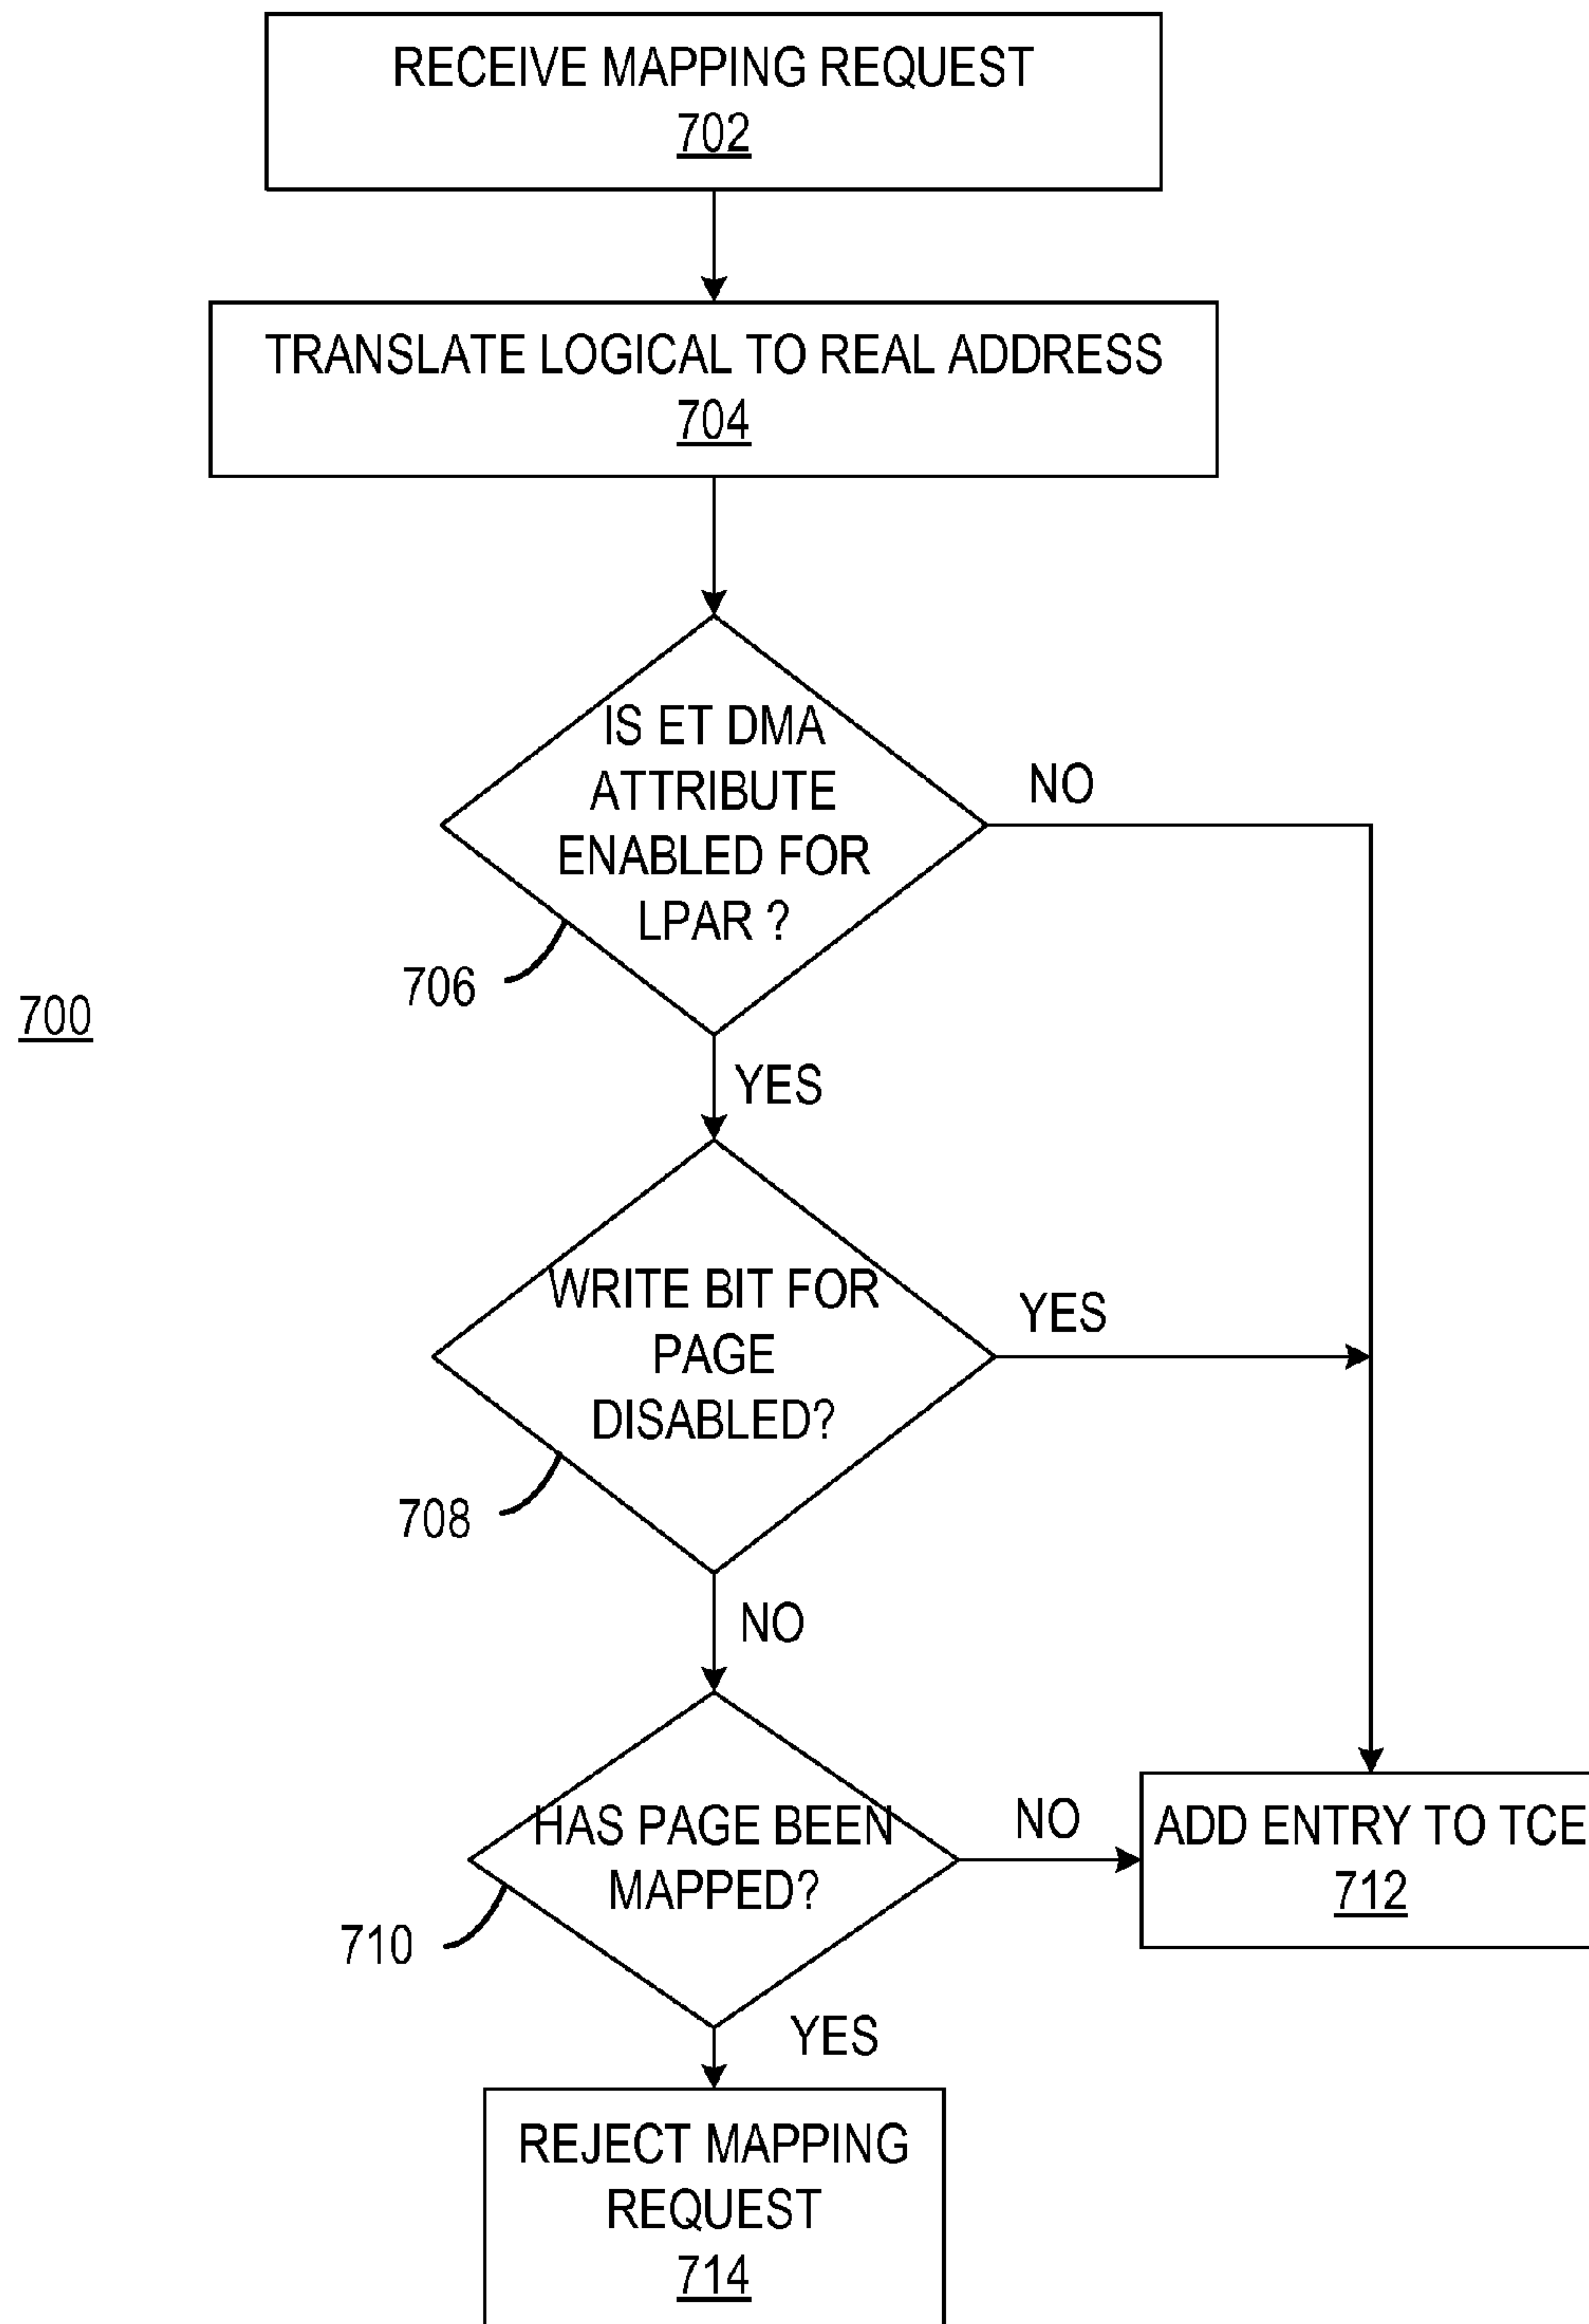 RECEIVE MAPPING REQUEST
702
TRANSLATE LOGICAL TO REAL ADDRESS
704
IS ET DMA
ATTRIBUTE
ENABLED FOR
LPAR ?
NO
706
700
YES
WRITE BIT FOR
PAGE
DISABLED?
YES
708
NO
HAS PAGE BEEN
MAPPED?
NO
ADD ENTRY TO TCE
712
710
YES
REJECT MAPPING
REQUEST
714